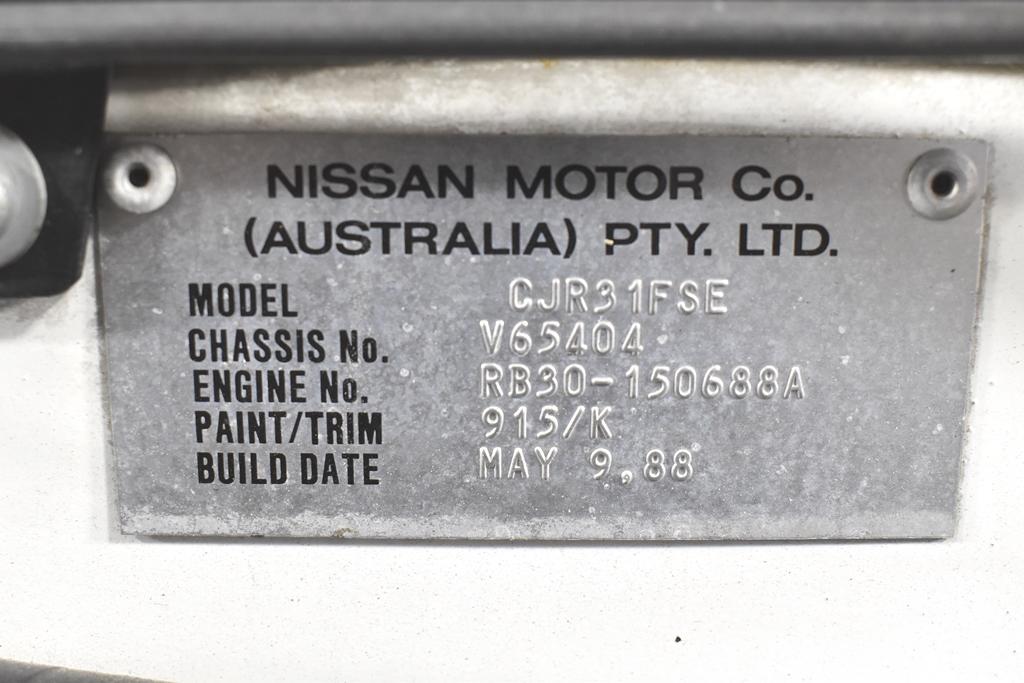 NISSAN MOTOR Co.
(AUSTRALIA) PTY. LTD.
MODEL CJR31FSE
CHASSIS No. V65404
ENGINE No. RB30-150688A
PAINT/TRIM 915/K
BUILD DATE MAY 9,88